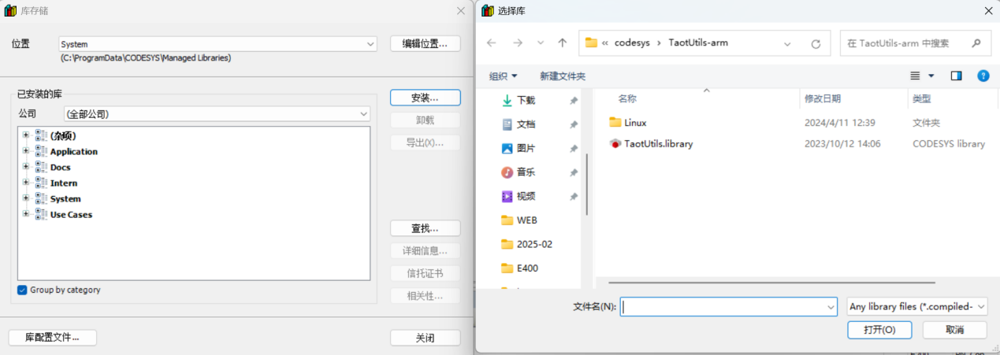 库存储
位置
System
编辑位置...
(C:\ProgramData\CODESYS\Managed Libraries)
已安装的库
公司
(全部公司)
安装...
卸载
导出(X)...
(杂项)
Application
Docs
Intern
System
Use Cases
查找...
详细信息...
信托证书
相关性...
Group by category
库配置文件...
关闭
选择库
« codesys › TaotUtils-arm
在 TaotUtils-arm 中搜索
组织
新建文件夹
下载
文档
图片
音乐
视频
WEB
2025-02
E400
名称 修改日期 类型
Linux 2024/4/11 12:39 文件夹
TaotUtils.library 2023/10/12 14:06 CODESYS library
文件名(N):
Any library files (*.compiled-
打开(O)
取消